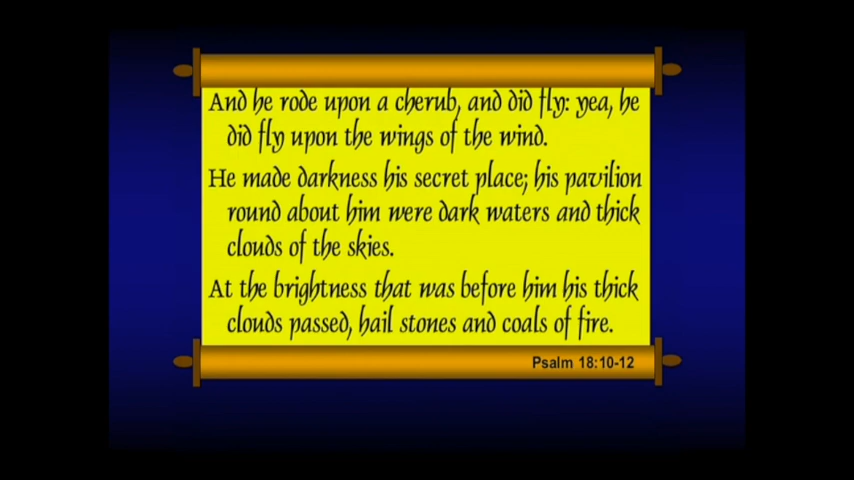 And he rode upon a cherub, and did fly: yea, he
did fly upon the wings of the wind.
He made darkness his secret place; his pavilion
round about him were dark waters and thick
clouds of the skies.
At the brightness that was before him his thick
clouds passed, hail stones and coals of fire.
Psalm 18:10-12